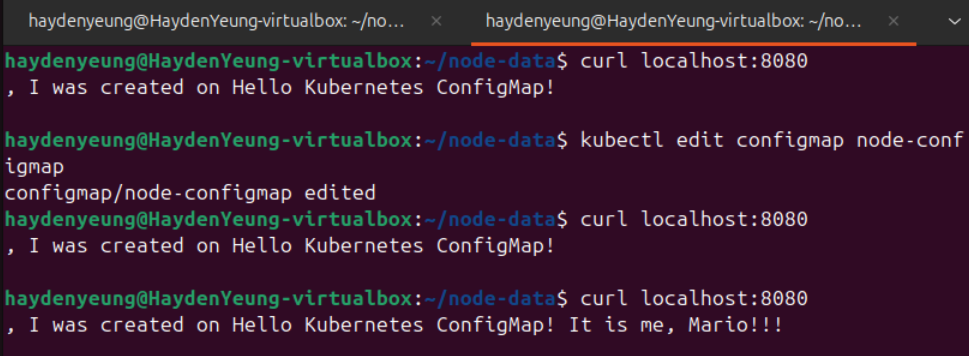 haydenyeung@HaydenYeung-virtualbox: ~/no... × haydenyeung@HaydenYeung-virtualbox: ~/no... ×
haydenyeung@HaydenYeung-virtualbox:~/node-data$ curl localhost:8080
, I was created on Hello Kubernetes ConfigMap!
haydenyeung@HaydenYeung-virtualbox:~/node-data$ kubectl edit configmap node-conf
igmap
configmap/node-configmap edited
haydenyeung@HaydenYeung-virtualbox:~/node-data$ curl localhost:8080
, I was created on Hello Kubernetes ConfigMap!
haydenyeung@HaydenYeung-virtualbox:~/node-data$ curl localhost:8080
, I was created on Hello Kubernetes ConfigMap! It is me, Mario!!!